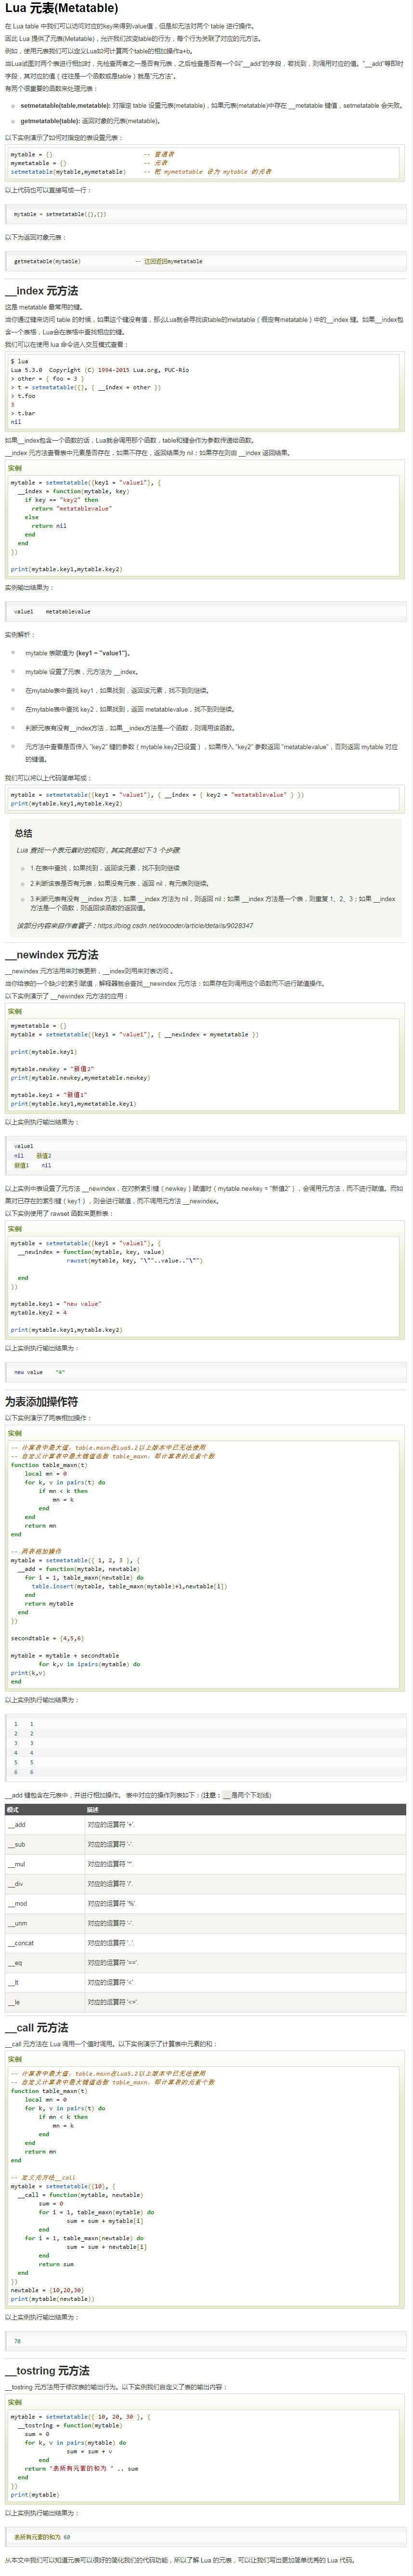 Lua 元表(Metatable)
在 Lua table 中我们可以访问对应的key来得到value值，但是却无法对两个 table 进行操作。
因此 Lua 提供了元表(Metatable)，允许我们改变table的行为，每个行为关联了对应的元方法。
例如，使用元表我们可以定义Lua如何计算两个table的相加操作a+b。
当Lua试图对两个表进行相加时，先检查两者之一是否有元表，之后检查是否有一个叫"__add"的字段，若找到，则调用对应的值。"__add"等即时
字段，其对应的值（往往是一个函数或是table）就是"元方法"。
有两个很重要的函数来处理元表：
setmetatable(table,metatable): 对指定 table 设置元表(metatable)，如果元表(metatable)中存在 __metatable 键值，setmetatable 会失败。
getmetatable(table): 返回对象的元表(metatable)。
以下实例演示了如何对指定的表设置元表：
mytable = {} -- 普通表
mymetatable = {} -- 元表
setmetatable(mytable,mymetatable) -- 把 mymetatable 设为 mytable 的元表
以上代码也可以直接写成一行：
mytable = setmetatable({},{})
以下为返回对象元表：
getmetatable(mytable) -- 这回返回mymetatable
__index 元方法
这是 metatable 最常用的键。
当你通过键来访问 table 的时候，如果这个键没有值，那么Lua就会寻找该table的metatable（假定有metatable）中的__index 键。如果__index包
含一个表格，Lua会在表格中查找相应的键。
我们可以在使用 lua 命令进入交互模式查看：
$ lua
Lua 5.3.0 Copyright (C) 1994-2015 Lua.org, PUC-Rio
> other = { foo = 3 }
> t = setmetatable({}, { __index = other })
> t.foo
3
> t.bar
nil
如果__index包含一个函数的话，Lua就会调用那个函数，table和键会作为参数传递给函数。
__index 元方法查看表中元素是否存在，如果不存在，返回结果为 nil；如果存在则由 __index 返回结果。
实例
mytable = setmetatable({key1 = "value1"}, {
__index = function(mytable, key)
if key == "key2" then
return "metatablevalue"
else
return nil
end
end
})
print(mytable.key1,mytable.key2)
实例输出结果为：
value1 metatablevalue
实例解析：
mytable 表赋值为 {key1 = "value1"}。
mytable 设置了元表，元方法为 __index。
在mytable表中查找 key1，如果找到，返回该元素，找不到则继续。
在mytable表中查找 key2，如果找到，返回 metatablevalue，找不到则继续。
判断元表有没有__index方法，如果__index方法是一个函数，则调用该函数。
元方法中查看是否传入 "key2" 键的参数（mytable.key2已设置），如果传入 "key2" 参数返回 "metatablevalue"，否则返回 mytable 对应
的键值。
我们可以将以上代码简单写成：
mytable = setmetatable({key1 = "value1"}, { __index = { key2 = "metatablevalue" } })
print(mytable.key1,mytable.key2)
总结
Lua 查找一个表元素时的规则，其实就是如下 3 个步骤:
1.在表中查找，如果找到，返回该元素，找不到则继续
2.判断该表是否有元表，如果没有元表，返回 nil，有元表则继续。
3.判断元表有没有 __index 方法，如果 __index 方法为 nil，则返回 nil；如果 __index 方法是一个表，则重复 1、2、3；如果 __index
方法是一个函数，则返回该函数的返回值。
该部分内容来自作者寰子：https://blog.csdn.net/xocoder/article/details/9028347
__newindex 元方法
__newindex 元方法用来对表更新，__index则用来对表访问 。
当你给表的一个缺少的索引赋值，解释器就会查找__newindex 元方法：如果存在则调用这个函数而不进行赋值操作。
以下实例演示了 __newindex 元方法的应用：
实例
mymetatable = {}
mytable = setmetatable({key1 = "value1"}, { __newindex = mymetatable })
print(mytable.key1)
mytable.newkey = "新值2"
print(mytable.newkey,mymetatable.newkey)
mytable.key1 = "新值1"
print(mytable.key1,mymetatable.key1)
以上实例执行输出结果为：
value1
nil 新值2
新值1 nil
以上实例中表设置了元方法 __newindex，在对新索引键（newkey）赋值时（mytable.newkey = "新值2"），会调用元方法，而不进行赋值。而如
果对已存在的索引键（key1），则会进行赋值，而不调用元方法 __newindex。
以下实例使用了 rawset 函数来更新表：
实例
mytable = setmetatable({key1 = "value1"}, {
__newindex = function(mytable, key, value)
rawset(mytable, key, "\""..value.."\"")
end
})
mytable.key1 = "new value"
mytable.key2 = 4
print(mytable.key1,mytable.key2)
以上实例执行输出结果为：
new value "4"
为表添加操作符
以下实例演示了两表相加操作：
实例
-- 计算表中最大值，table.maxn在Lua5.2以上版本中已无法使用
-- 自定义计算表中最大键值函数 table_maxn，即计算表的元素个数
function table_maxn(t)
local mn = 0
for k, v in pairs(t) do
if mn < k then
mn = k
end
end
return mn
end
-- 两表相加操作
mytable = setmetatable({ 1, 2, 3 }, {
__add = function(mytable, newtable)
for i = 1, table_maxn(newtable) do
table.insert(mytable, table_maxn(mytable)+1,newtable[i])
end
return mytable
end
})
secondtable = {4,5,6}
mytable = mytable + secondtable
for k,v in ipairs(mytable) do
print(k,v)
end
以上实例执行输出结果为：
1 1
2 2
3 3
4 4
5 5
6 6
__add 键包含在元表中，并进行相加操作。 表中对应的操作列表如下：(注意：__ 是两个下划线)
模式 描述
__add 对应的运算符 '+'.
__sub 对应的运算符 '-'.
__mul 对应的运算符 '*'.
__div 对应的运算符 '/'.
__mod 对应的运算符 '%'.
__unm 对应的运算符 '-'.
__concat 对应的运算符 '..'.
__eq 对应的运算符 '=='.
__lt 对应的运算符 '<'.
__le 对应的运算符 '<='.
__call 元方法
__call 元方法在 Lua 调用一个值时调用。以下实例演示了计算表中元素的和：
实例
-- 计算表中最大值，table.maxn在Lua5.2以上版本中已无法使用
-- 自定义计算表中最大键值函数 table_maxn，即计算表的元素个数
function table_maxn(t)
local mn = 0
for k, v in pairs(t) do
if mn < k then
mn = k
end
end
return mn
end
-- 定义元方法__call
mytable = setmetatable({10}, {
__call = function(mytable, newtable)
sum = 0
for i = 1, table_maxn(mytable) do
sum = sum + mytable[i]
end
for i = 1, table_maxn(newtable) do
sum = sum + newtable[i]
end
return sum
end
})
newtable = {10,20,30}
print(mytable(newtable))
以上实例执行输出结果为：
70
__tostring 元方法
__tostring 元方法用于修改表的输出行为。以下实例我们自定义了表的输出内容：
实例
mytable = setmetatable({ 10, 20, 30 }, {
__tostring = function(mytable)
sum = 0
for k, v in pairs(mytable) do
sum = sum + v
end
return "表所有元素的和为 " .. sum
end
})
print(mytable)
以上实例执行输出结果为：
表所有元素的和为 60
从本文中我们可以知道元表可以很好的简化我们的代码功能，所以了解 Lua 的元表，可以让我们写出更加简单优秀的 Lua 代码。